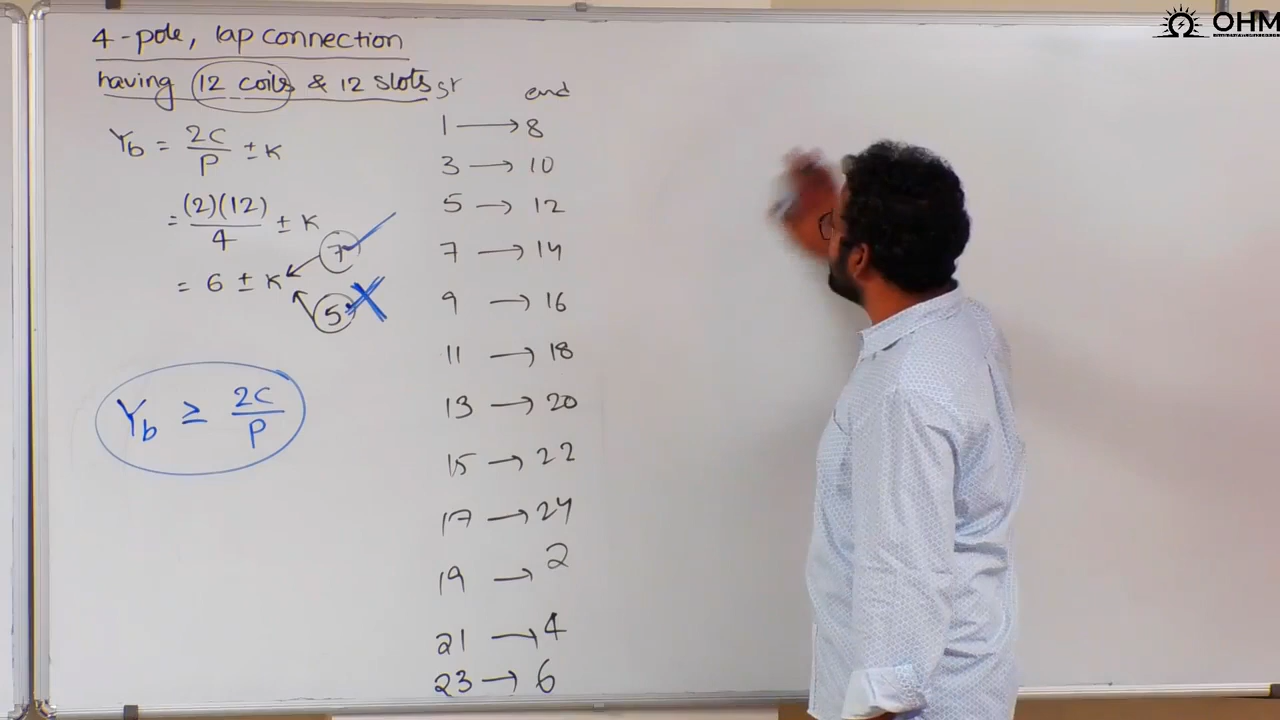 4-pole, lap connection
having 12 coils & 12 slots
Yb = 2C/P ± K
= (2)(12)/4 ± K
= 6 ± K
7
5
Yb ≥ 2C/P
st end
1 → 8
3 → 10
5 → 12
7 → 14
9 → 16
11 → 18
13 → 20
15 → 22
17 → 24
19 → 2
21 → 4
23 → 6
OHM